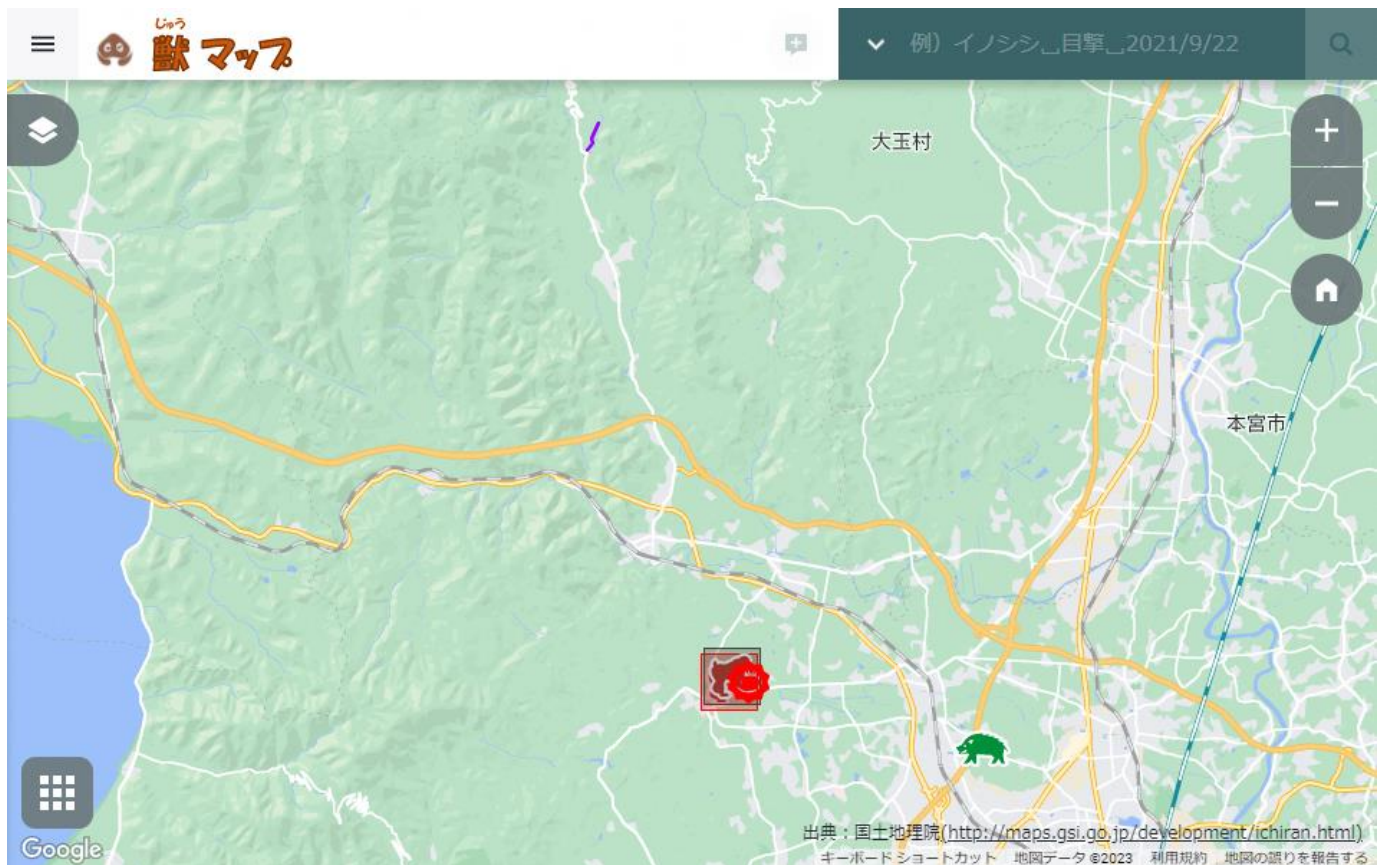 じゅう
獣マップ
例）イノシシ␣目撃␣2021/9/22
大玉村
本宮市
出典：国土地理院(http://maps.gsi.go.jp/development/ichiran.html)
Google
キーボード ショートカット 地図データ ©2023 利用規約 地図の誤りを報告する